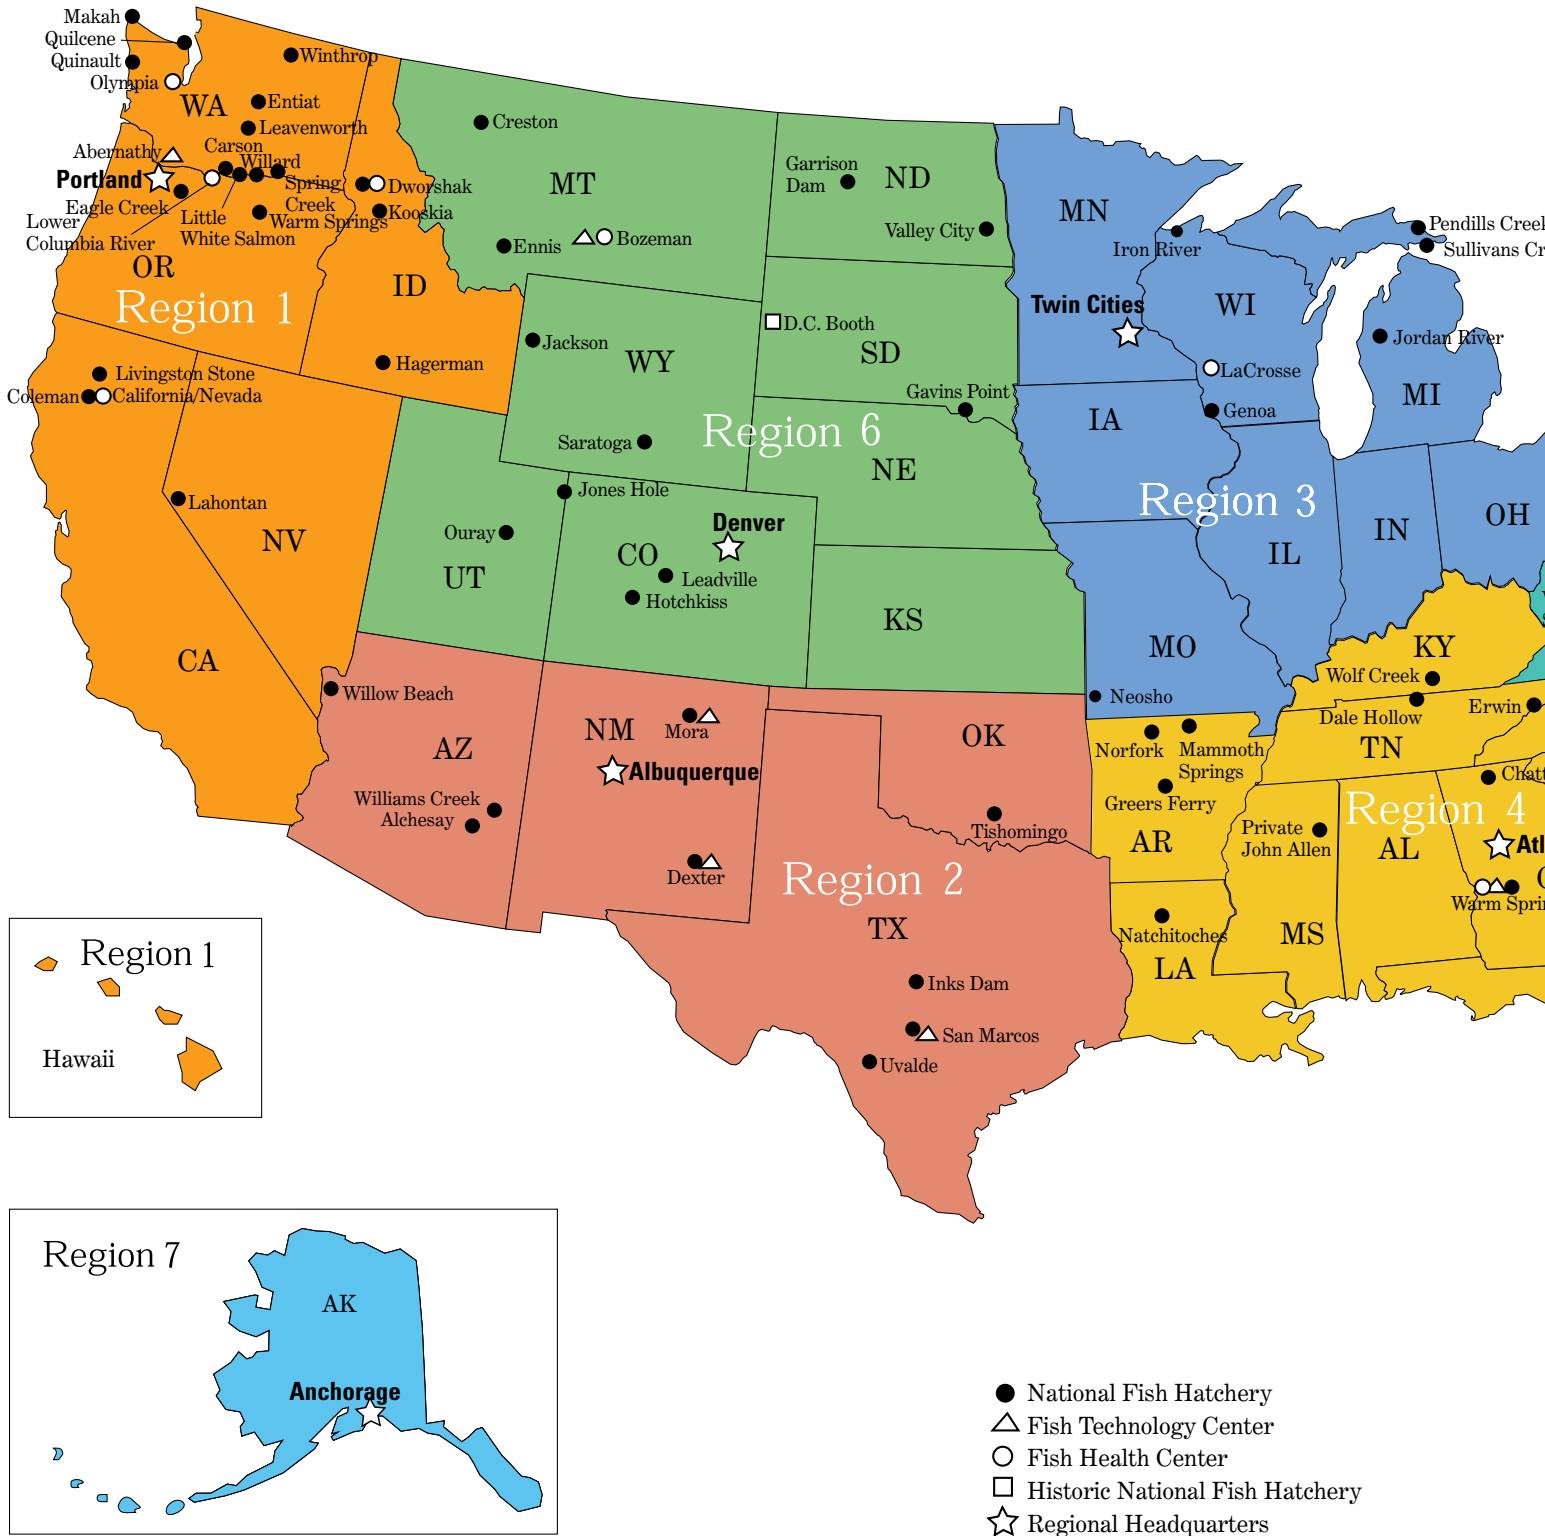 Makah
Quilcene
Quinault
Olympia
WA
Winthrop
Entiat
Leavenworth
Abernathy
Carson
Willard
Portland
Spring
Creek
Eagle Creek
Lower
Columbia River
Little
White Salmon
Warm Springs
Dworshak
Kooskia
OR
ID
Region 1
Hagerman
Livingston Stone
Coleman
California/Nevada
Lahontan
NV
CA
Creston
MT
Ennis
Bozeman
Garrison
Dam
ND
Valley City
Jackson
WY
D.C. Booth
SD
Gavins Point
Saratoga
Region 6
NE
Jones Hole
Ouray
UT
Denver
CO
Leadville
Hotchkiss
KS
MN
Iron River
Pendills Creek
Sullivans Cr
Twin Cities
WI
Jordan River
LaCrosse
MI
Genoa
IA
Region 3
IL
IN
OH
MO
Neosho
Willow Beach
AZ
Williams Creek
Alchesay
NM
Mora
Albuquerque
Dexter
OK
Tishomingo
Region 2
TX
Inks Dam
San Marcos
Uvalde
KY
Wolf Creek
Dale Hollow
Erwin
TN
Norfork
Mammoth
Springs
Greers Ferry
AR
Chatt
Region 4
Private
John Allen
AL
Atl
Warm Sprin
MS
Natchitoches
LA
Region 1
Hawaii
Region 7
AK
Anchorage
National Fish Hatchery
Fish Technology Center
Fish Health Center
Historic National Fish Hatchery
Regional Headquarters